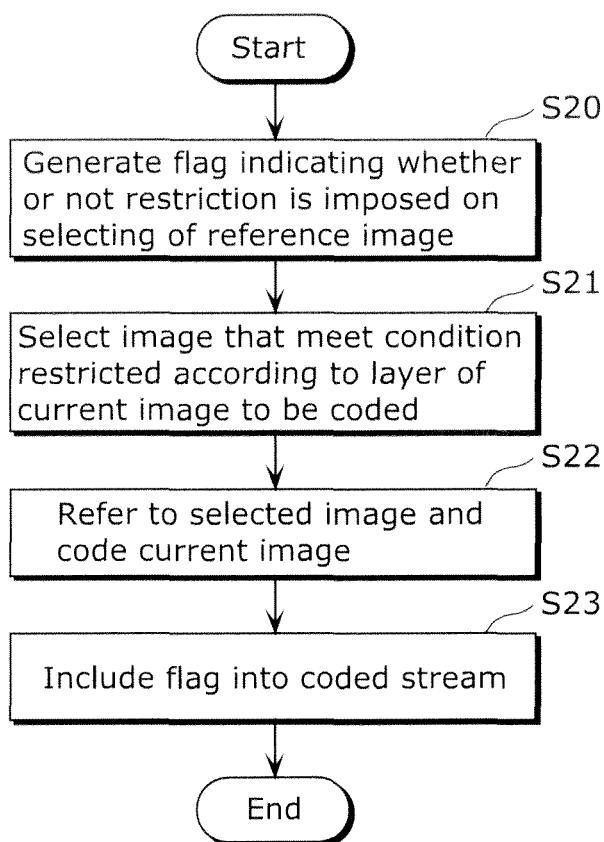 Start
S20
Generate flag indicating whether
or not restriction is imposed on
selecting of reference image
S21
Select image that meet condition
restricted according to layer of
current image to be coded
S22
Refer to selected image and
code current image
S23
Include flag into coded stream
End